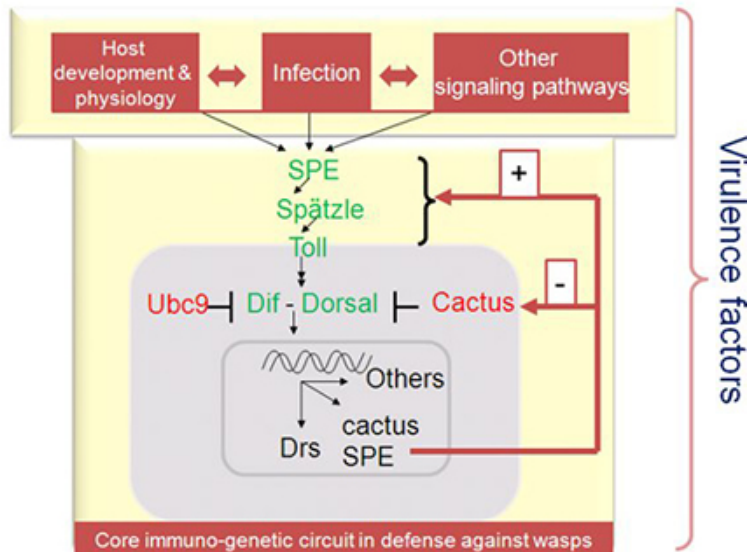 Host
development &
physiology
Infection
Other
signaling pathways
SPE
Spätzle
Toll
Ubc9
Dif - Dorsal
Cactus
+
-
Others
Drs
cactus
SPE
Core immuno-genetic circuit in defense against wasps
Virulence factors